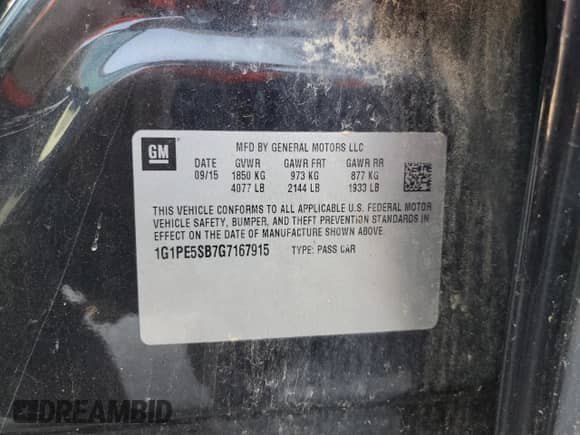 GM
MFD BY GENERAL MOTORS LLC
DATE GVWR GAWR FRT GAWR RR
09/15 1850 KG 973 KG 877 KG
4077 LB 2144 LB 1933 LB
THIS VEHICLE CONFORMS TO ALL APPLICABLE U.S. FEDERAL MOTOR
VEHICLE SAFETY, BUMPER, AND THEFT PREVENTION STANDARDS IN
EFFECT ON THE DATE OF MANUFACTURE SHOWN ABOVE.
1G1PE5SB7G7167915 TYPE: PASS CAR
DREAMBID